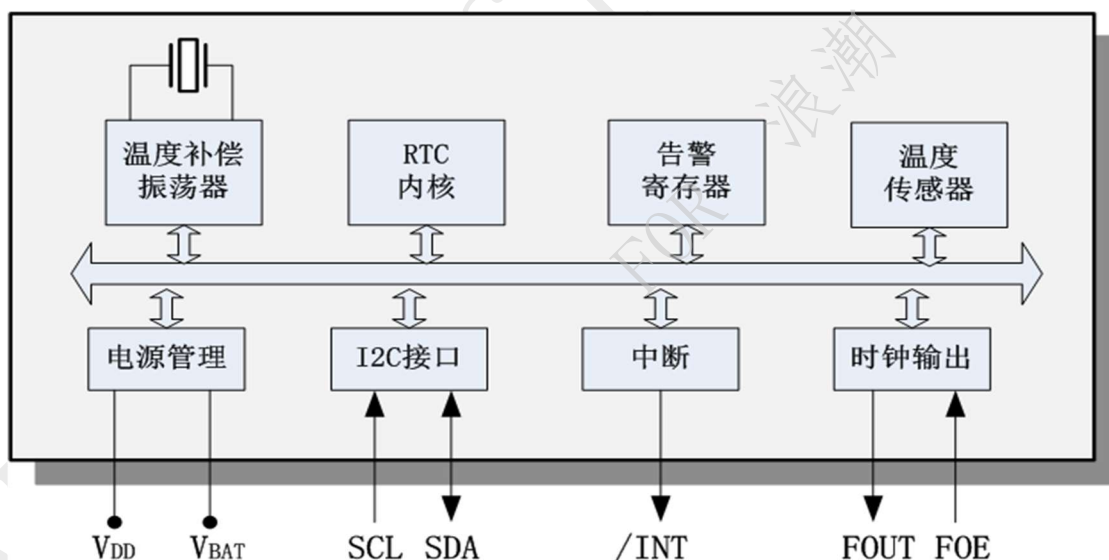 温度补偿
振荡器
RTC
内核
告警
寄存器
温度
传感器
电源管理
I2C接口
中断
时钟输出
VDD
VBAT
SCL
SDA
/INT
FOUT
FOE
FOR 浪潮